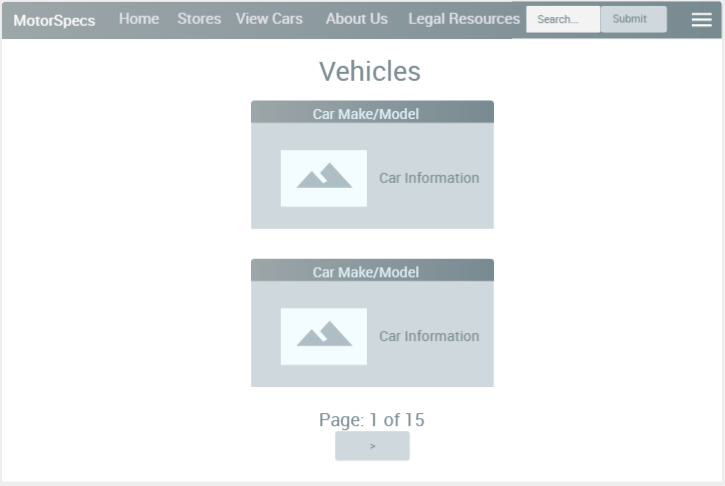 MotorSpecs Home Stores View Cars About Us Legal Resources Search... Submit
Vehicles
Car Make/Model
Car Information
Car Make/Model
Car Information
Page: 1 of 15
>